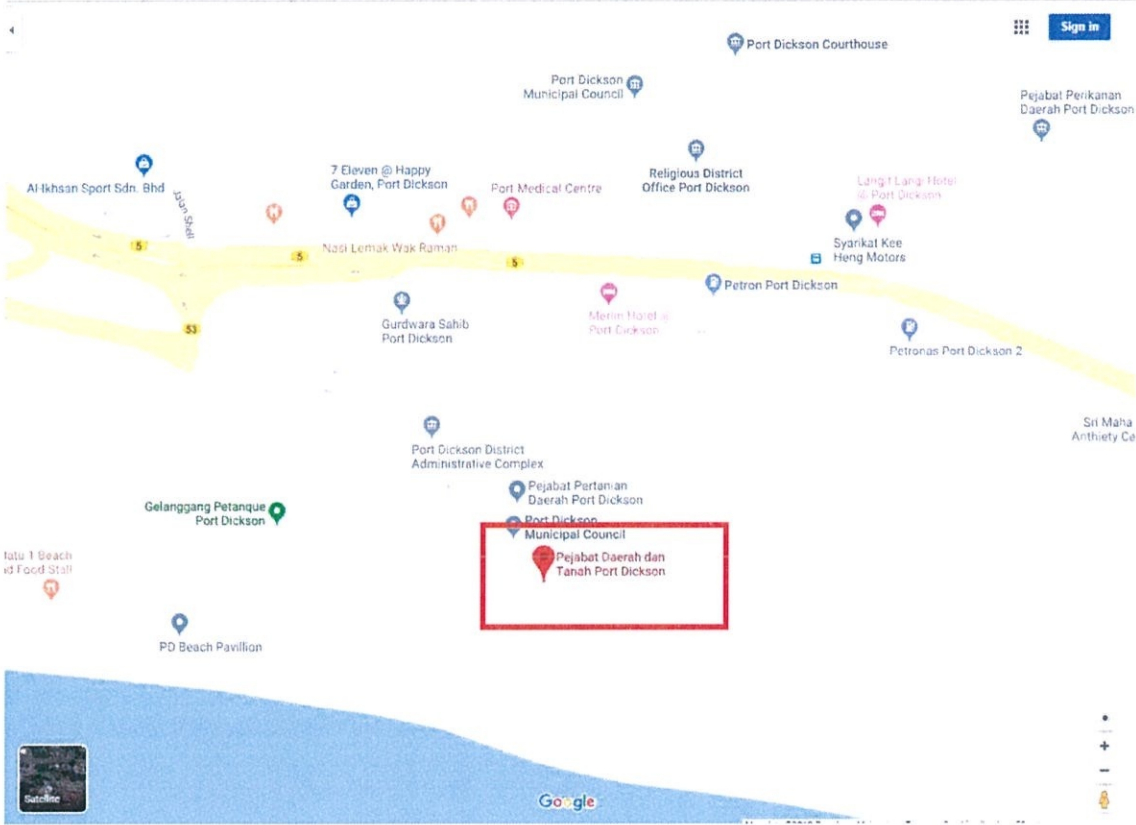 Sign in
Port Dickson Courthouse
Port Dickson
Municipal Council
Pejabat Perikanan
Daerah Port Dickson
Al-Ikhsan Sport Sdn. Bhd
Jalan Shell
7 Eleven @ Happy
Garden, Port Dickson
Port Medical Centre
Religious District
Office Port Dickson
Langit Langi Hotel
@ Port Dickson
Nasi Lemak Wak Raman
Syarikat Kee
Heng Motors
5
5
5
Petron Port Dickson
Gurdwara Sahib
Port Dickson
Merlin Hotel @
Port Dickson
53
Petronas Port Dickson 2
Sri Maha
Anthiety Ce
Port Dickson District
Administrative Complex
Pejabat Pertanian
Daerah Port Dickson
Gelanggang Petanque
Port Dickson
Port Dickson
Municipal Council
Pejabat Daerah dan
Tanah Port Dickson
1 Beach
Food Stall
PD Beach Pavillion
Satellite
Google